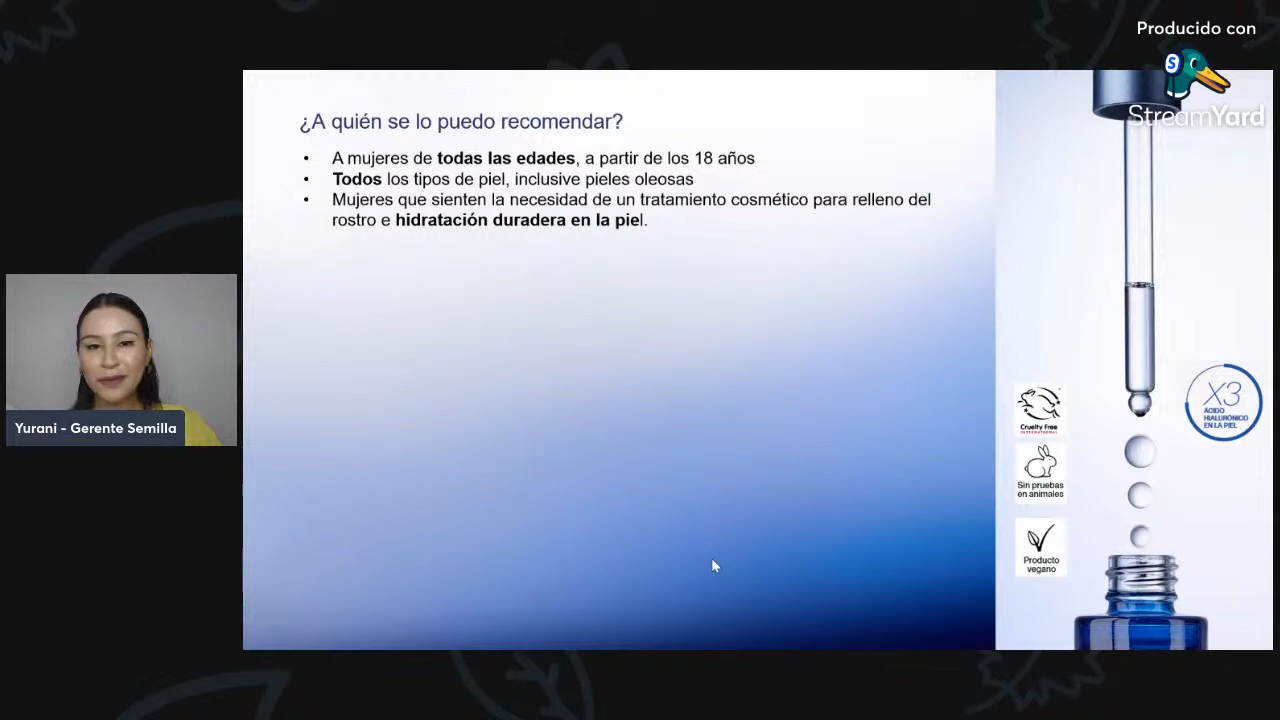 Producido con
S
StreamYard
¿A quién se lo puedo recomendar?
• A mujeres de todas las edades, a partir de los 18 años
• Todos los tipos de piel, inclusive pieles oleosas
• Mujeres que sienten la necesidad de un tratamiento cosmético para relleno del
rostro e hidratación duradera en la piel.
Yurani - Gerente Semilla
Cruelty Free
INTERNATIONAL
Sin pruebas
en animales
Producto
vegano
X3
ÁCIDO
HIALURÓNICO
EN LA PIEL